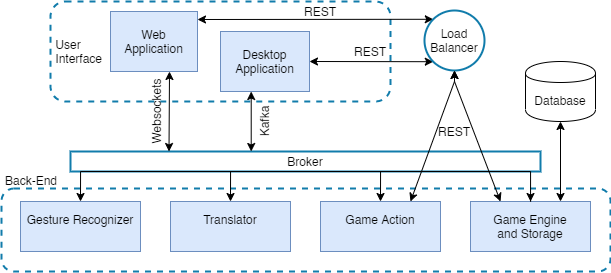 REST
User
Interface
Web
Application
Load
Balancer
REST
Desktop
Application
Websockets
Kafka
Database
REST
Broker
Back-End
Gesture Recognizer
Translator
Game Action
Game Engine
and Storage